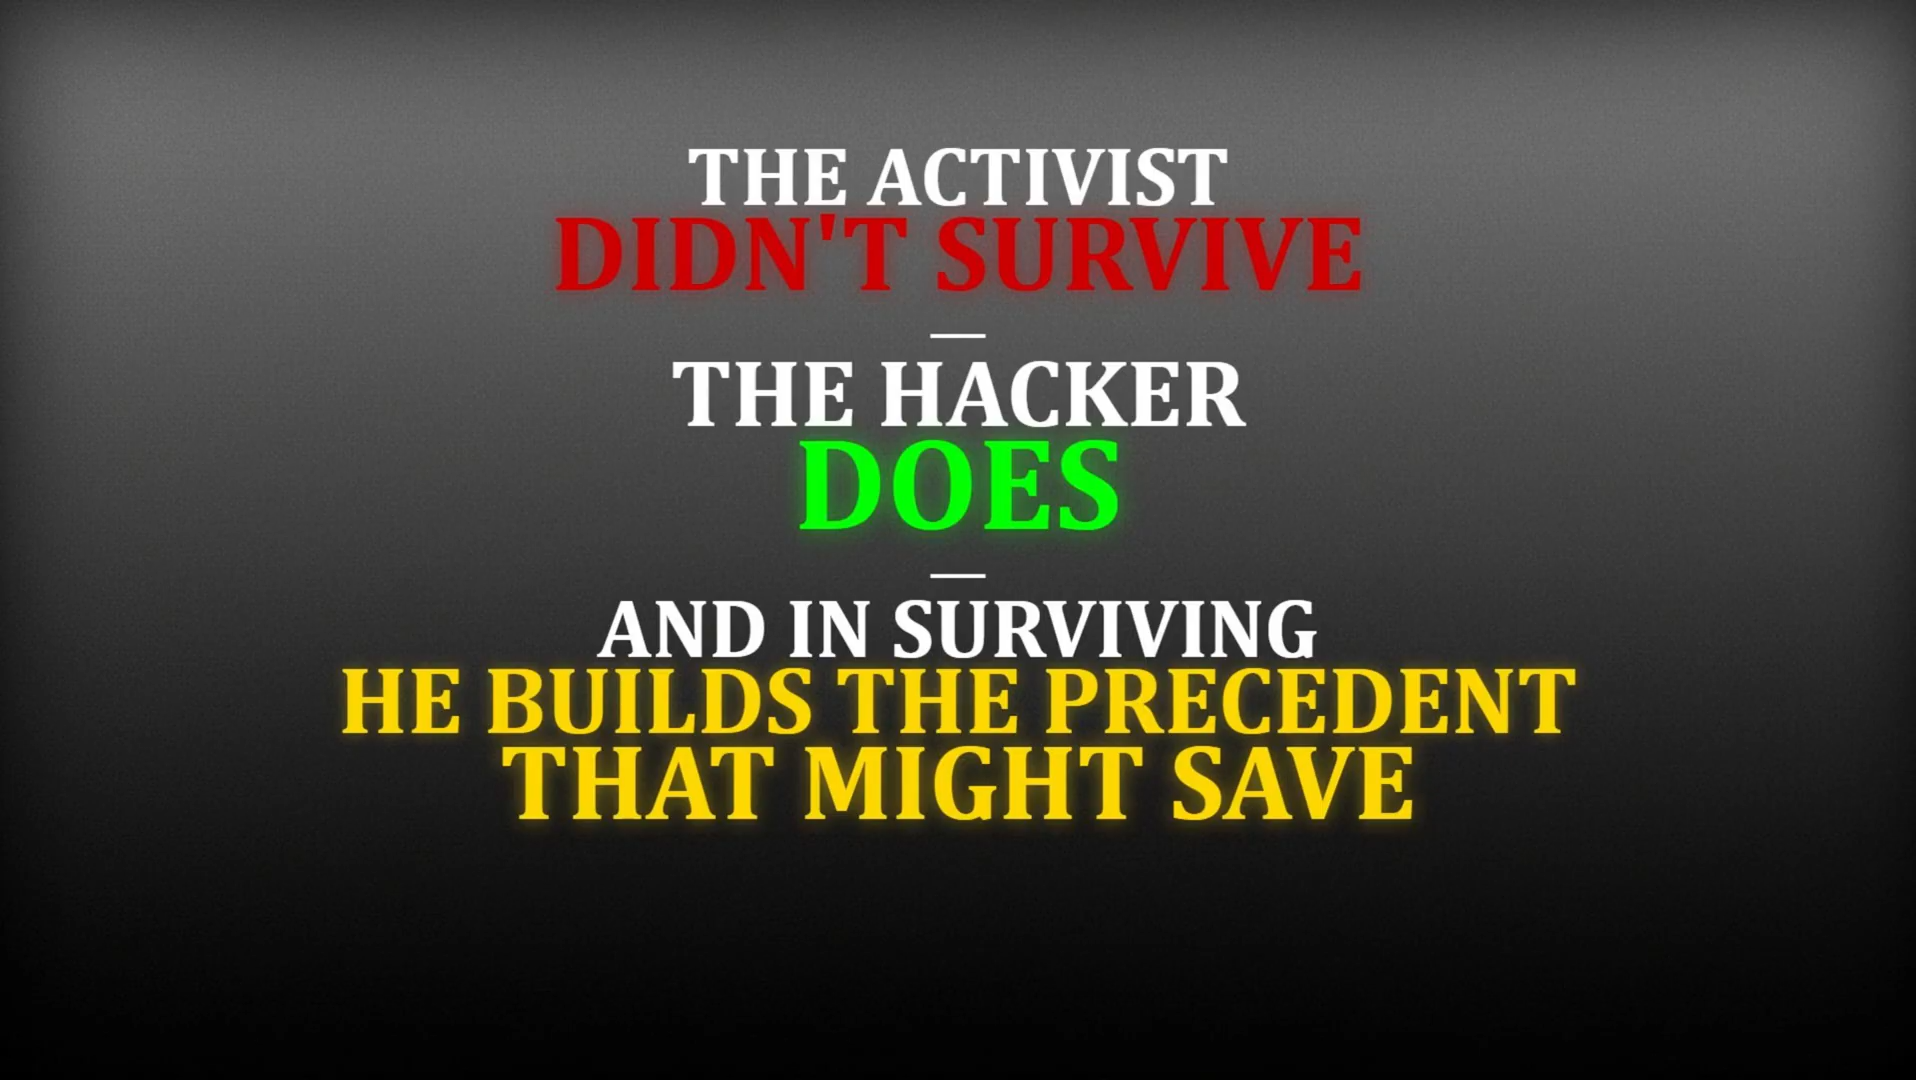 THE ACTIVIST
DIDN'T SURVIVE
—
THE HACKER
DOES
—
AND IN SURVIVING
HE BUILDS THE PRECEDENT
THAT MIGHT SAVE